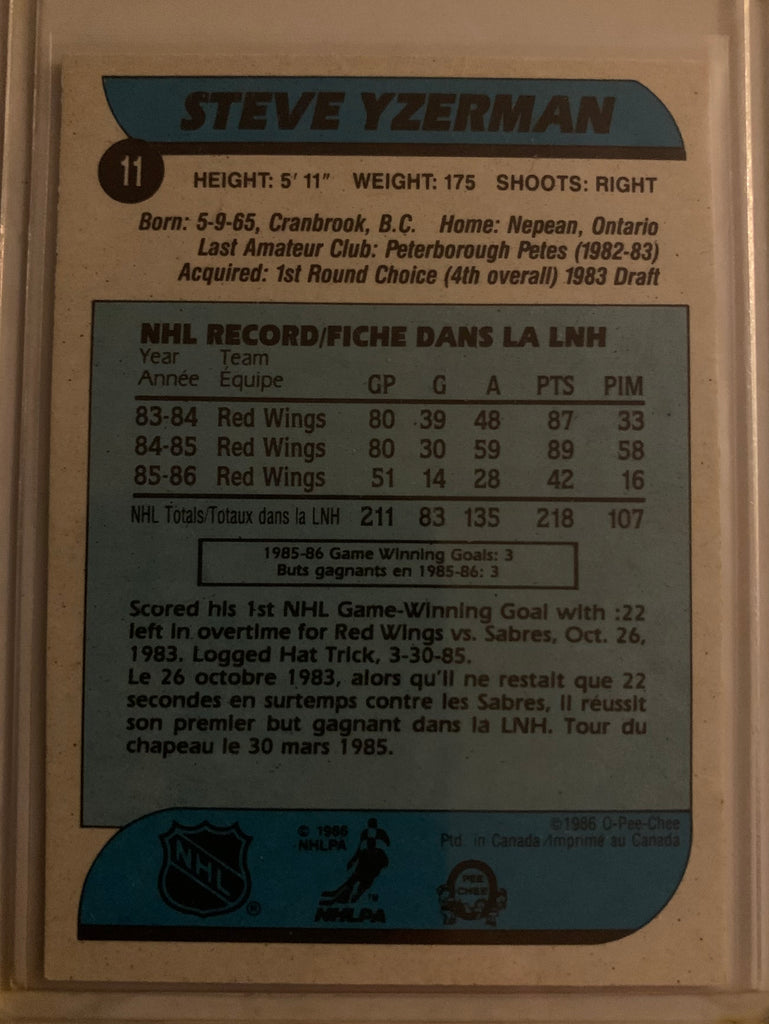 STEVE YZERMAN
11
HEIGHT: 5' 11" WEIGHT: 175 SHOOTS: RIGHT
Born: 5-9-65, Cranbrook, B.C. Home: Nepean, Ontario
Last Amateur Club: Peterborough Petes (1982-83)
Acquired: 1st Round Choice (4th overall) 1983 Draft
NHL RECORD/FICHE DANS LA LNH
Year Team
Année Équipe GP G A PTS PIM
83-84 Red Wings 80 39 48 87 33
84-85 Red Wings 80 30 59 89 58
85-86 Red Wings 51 14 28 42 16
NHL Totals/Totaux dans la LNH 211 83 135 218 107
1985-86 Game Winning Goals: 3
Buts gagnants en 1985-86: 3
Scored his 1st NHL Game-Winning Goal with :22
left in overtime for Red Wings vs. Sabres, Oct. 26,
1983. Logged Hat Trick, 3-30-85.
Le 26 octobre 1983, alors qu'il ne restait que 22
secondes en surtemps contre les Sabres, il réussit
son premier but gagnant dans la LNH. Tour du
chapeau le 30 mars 1985.
©1986 O-Pee-Chee
Ptd. in Canada/Imprimé au Canada
NHL ®
© 1986
NHLPA
NHLPA ™
PEE
CHEE